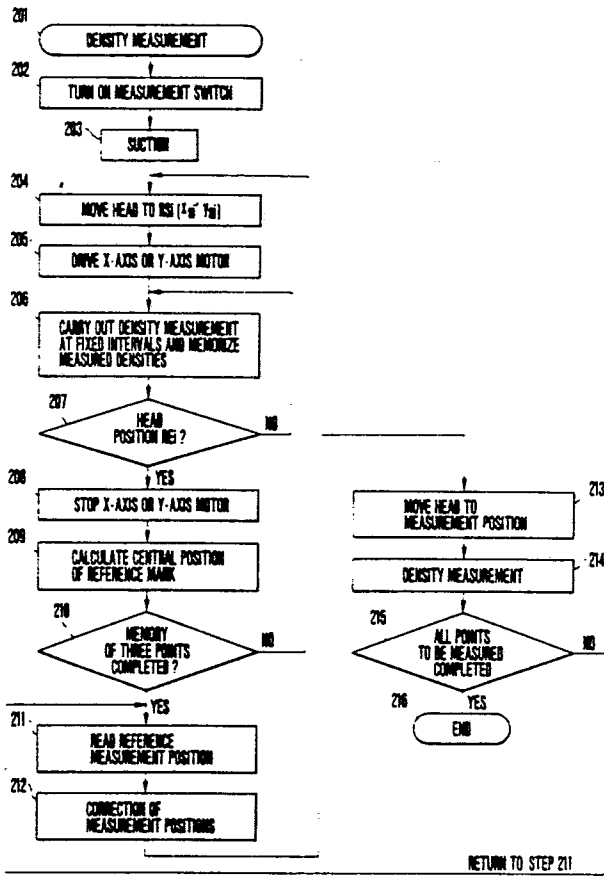 201
DENSITY MEASUREMENT
202
TURN ON MEASUREMENT SWITCH
203
SUCTION
204
MOVE HEAD TO
205
DRIVE X-AXIS OR Y-AXIS MOTOR
206
CARRY OUT DENSITY MEASUREMENT
AT FIXED INTERVALS AND MEMORIZE
MEASURED DENSITIES
207
HEAD
POSITION REi ?
NO
YES
208
STOP X-AXIS OR Y-AXIS MOTOR
209
CALCULATE CENTRAL POSITION
OF REFERENCE MARK
210
MEMORY
OF THREE POINTS
COMPLETED ?
NO
YES
211
READ REFERENCE
MEASUREMENT POSITION
212
CORRECTION OF
MEASUREMENT POSITIONS
213
MOVE HEAD TO
MEASUREMENT POSITION
214
DENSITY MEASUREMENT
215
ALL POINTS
TO BE MEASURED
COMPLETED
NO
YES
216
END
RETURN TO STEP 211